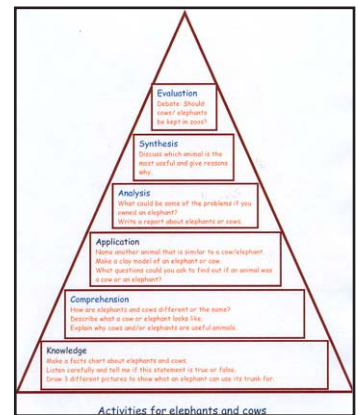 Evaluation
Debate. Should
cows/ elephants
be kept in zoos?
Synthesis
Discuss which animal is the
most useful and give reasons
why.
Analysis
What could be some of the problems if you
owned an elephant?
Write a report about elephants or cows.
Application
Name another animal that is similar to a cow/elephant.
Make a clay model of an elephant or cow.
What questions could you ask to find out if an animal was
a cow or an elephant?
Comprehension
How are elephants and cows different or the same?
Describe what a cow or elephant looks like.
Explain why cows and/or elephants are useful animals.
Knowledge
Make a facts chart about elephants and cows.
Listen carefully and tell me if this statement is true or false.
Draw 3 different pictures to show what an elephant can use its trunk for.
Activities for elephants and cows